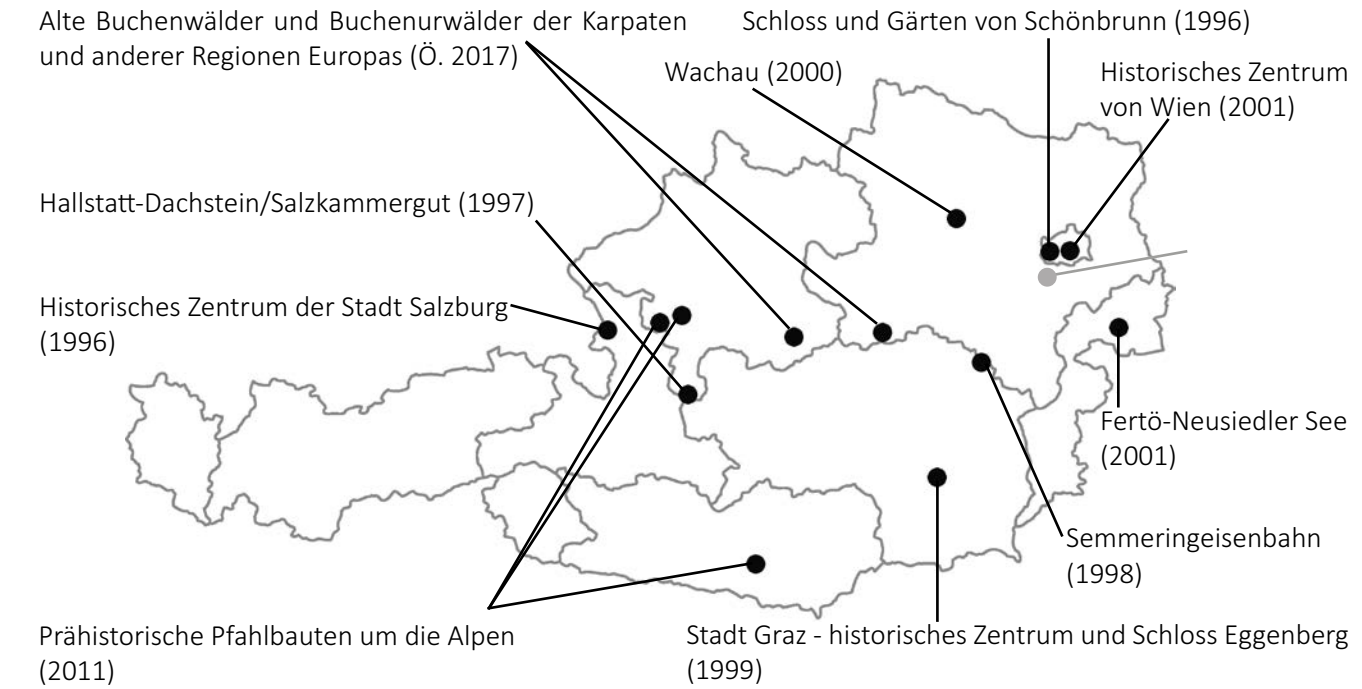 Alte Buchenwälder und Buchenurwälder der Karpaten
und anderer Regionen Europas (Ö. 2017)
Schloss und Gärten von Schönbrunn (1996)
Wachau (2000)
Historisches Zentrum
von Wien (2001)
Hallstatt-Dachstein/Salzkammergut (1997)
Historisches Zentrum der Stadt Salzburg
(1996)
Fertö-Neusiedler See
(2001)
Semmeringeisenbahn
(1998)
Prähistorische Pfahlbauten um die Alpen
(2011)
Stadt Graz - historisches Zentrum und Schloss Eggenberg
(1999)